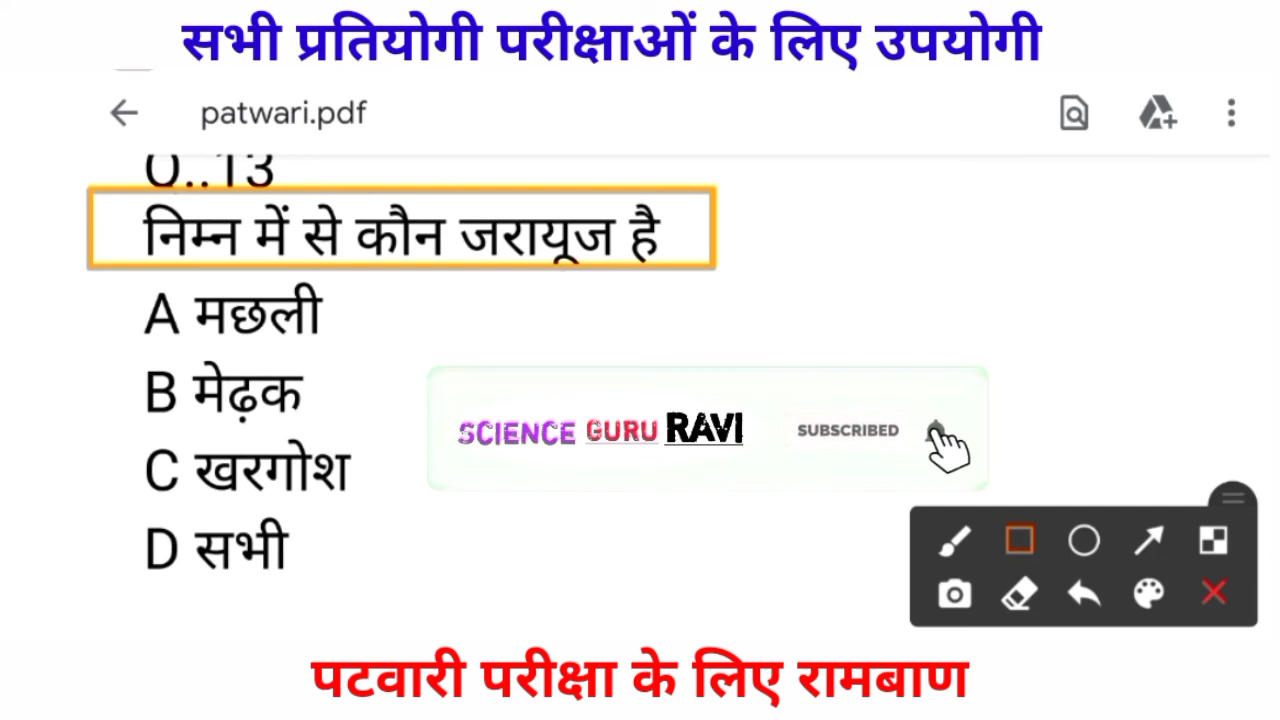 सभी प्रतियोगी परीक्षाओं के लिए उपयोगी
patwari.pdf
Q..13
निम्न में से कौन जरायूज है
A मछली
B मेढ़क
C खरगोश
D सभी
SCIENCE GURU RAVI SUBSCRIBED
पटवारी परीक्षा के लिए रामबाण